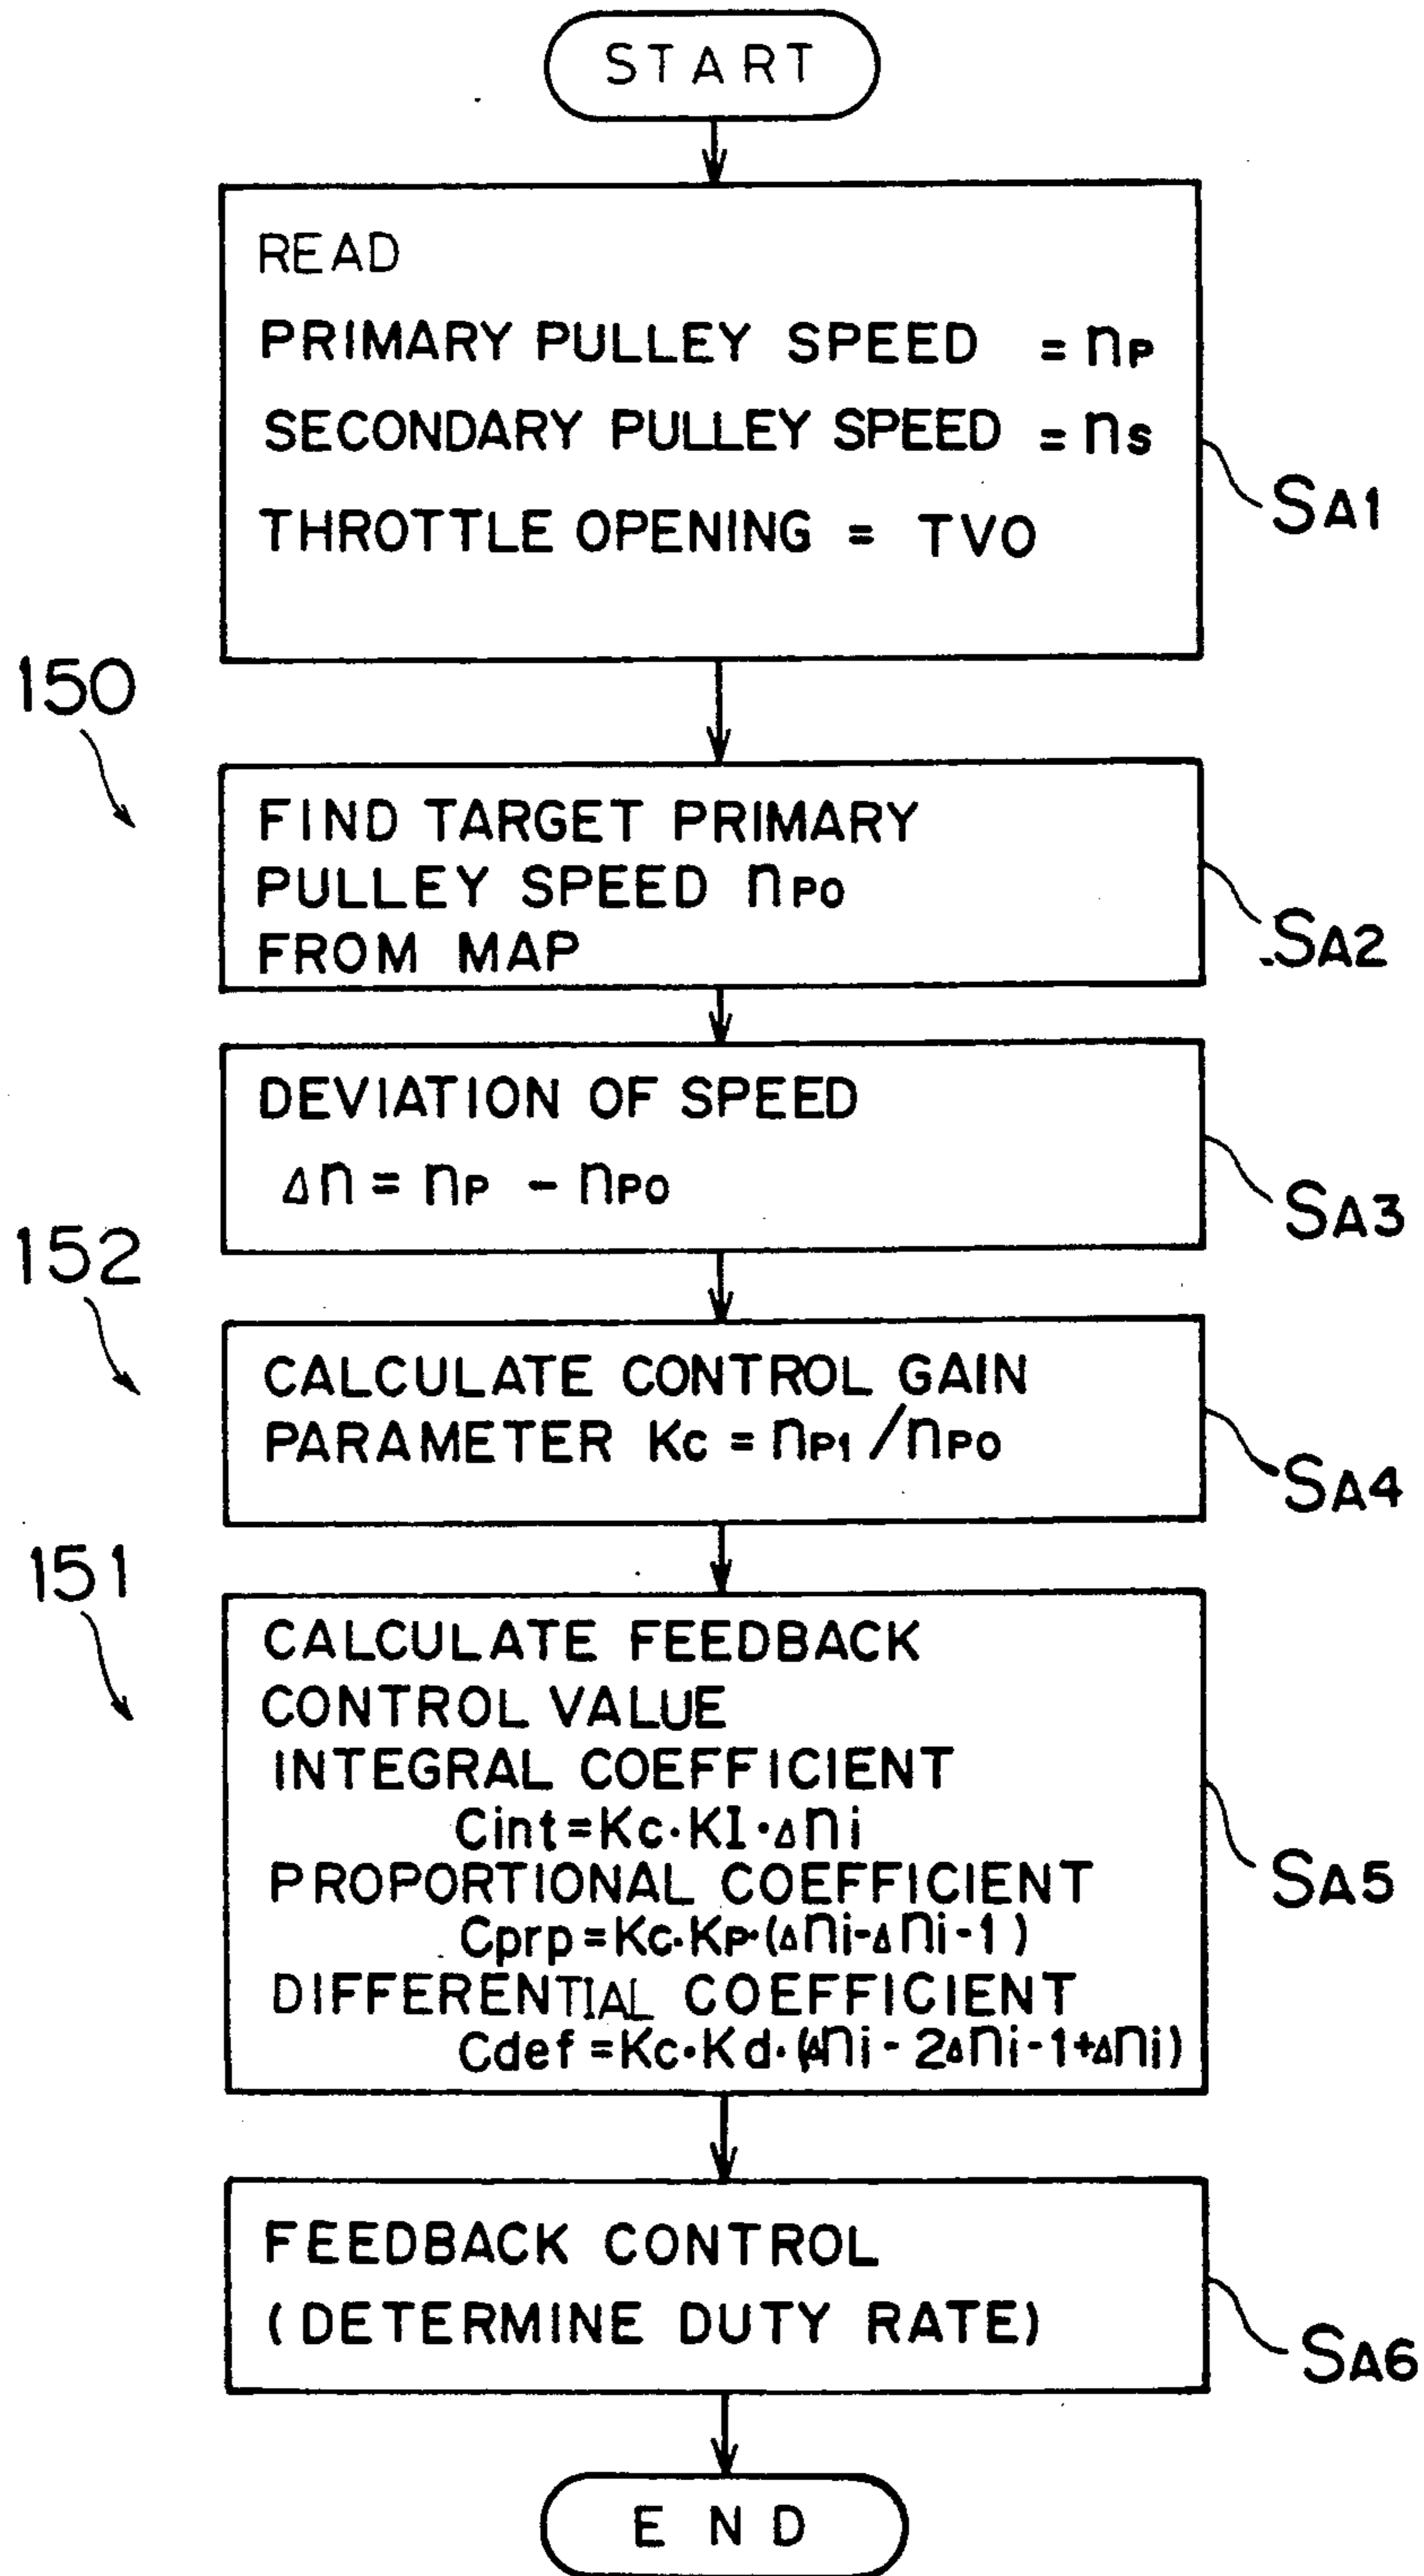 START
READ
PRIMARY PULLEY SPEED = nP
SECONDARY PULLEY SPEED = nS
THROTTLE OPENING = TVO
SA1
150
FIND TARGET PRIMARY
PULLEY SPEED nPO
FROM MAP
SA2
DEVIATION OF SPEED
Δn = nP - nPO
SA3
152
CALCULATE CONTROL GAIN
PARAMETER Kc = nP1 / nPO
SA4
151
CALCULATE FEEDBACK
CONTROL VALUE
INTEGRAL COEFFICIENT
Cint = Kc·KI·Δni
PROPORTIONAL COEFFICIENT
Cprp = Kc·KP·(Δni-Δni-1)
DIFFERENTIAL COEFFICIENT
Cdef = Kc·Kd·(Δni - 2Δni-1+Δni)
SA5
FEEDBACK CONTROL
(DETERMINE DUTY RATE)
SA6
END